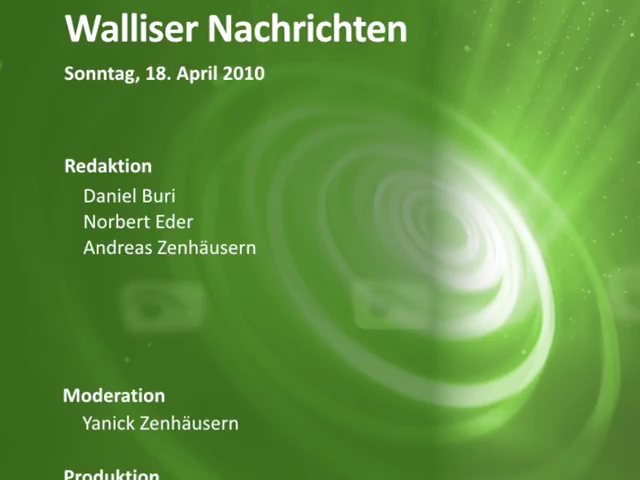 Walliser Nachrichten
Sonntag, 18. April 2010
Redaktion
Daniel Buri
Norbert Eder
Andreas Zenhäusern
Moderation
Yanick Zenhäusern
Produktion